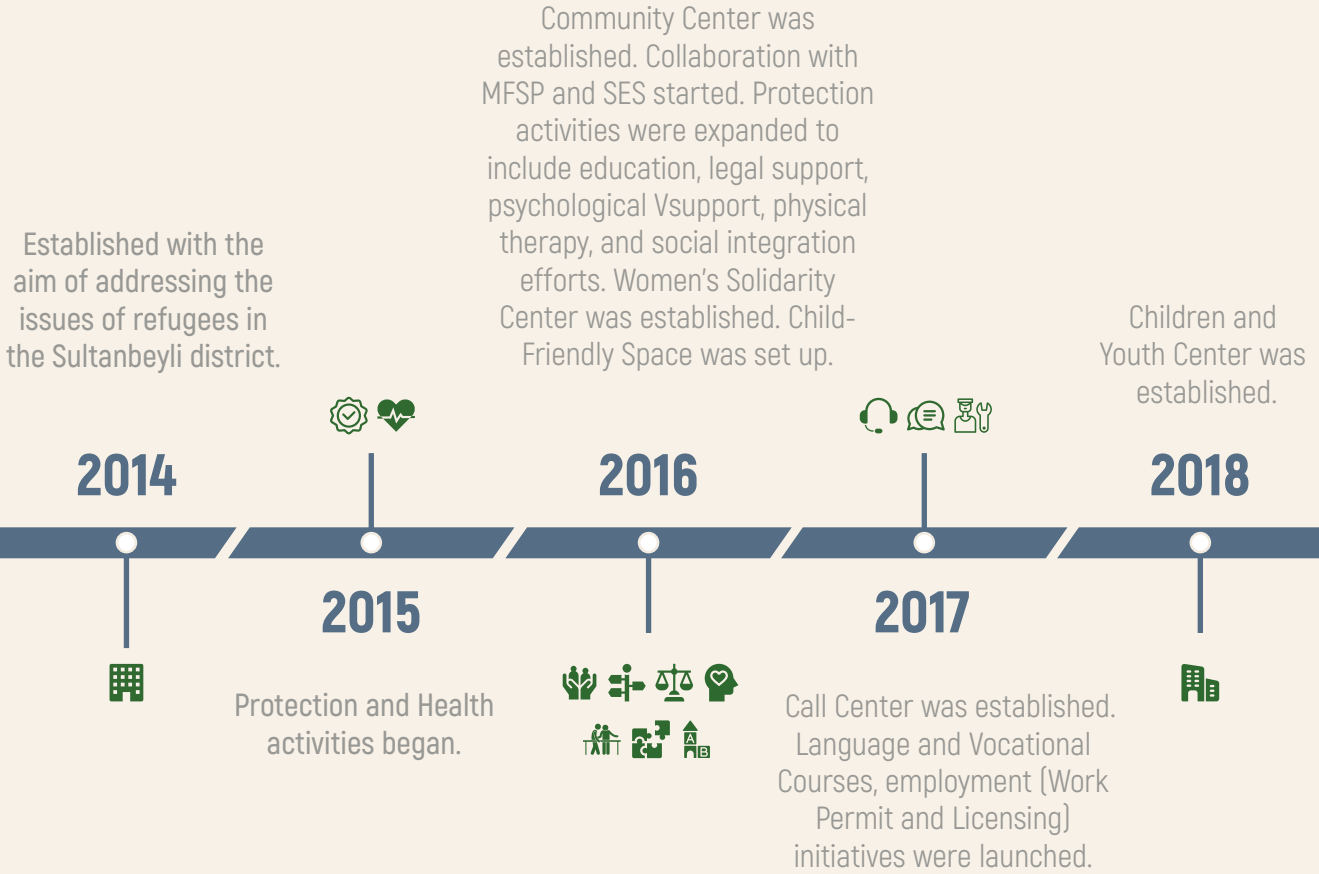 Established with the
aim of addressing the
issues of refugees in
the Sultanbeyli district.
2014
2015
Protection and Health
activities began.
Community Center was
established. Collaboration with
MFSP and SES started. Protection
activities were expanded to
include education, legal support,
psychological Vsupport, physical
therapy, and social integration
efforts. Women's Solidarity
Center was established. Child-
Friendly Space was set up.
2016
A
B
2017
Call Center was established.
Language and Vocational
Courses, employment (Work
Permit and Licensing)
initiatives were launched.
Children and
Youth Center was
established.
2018